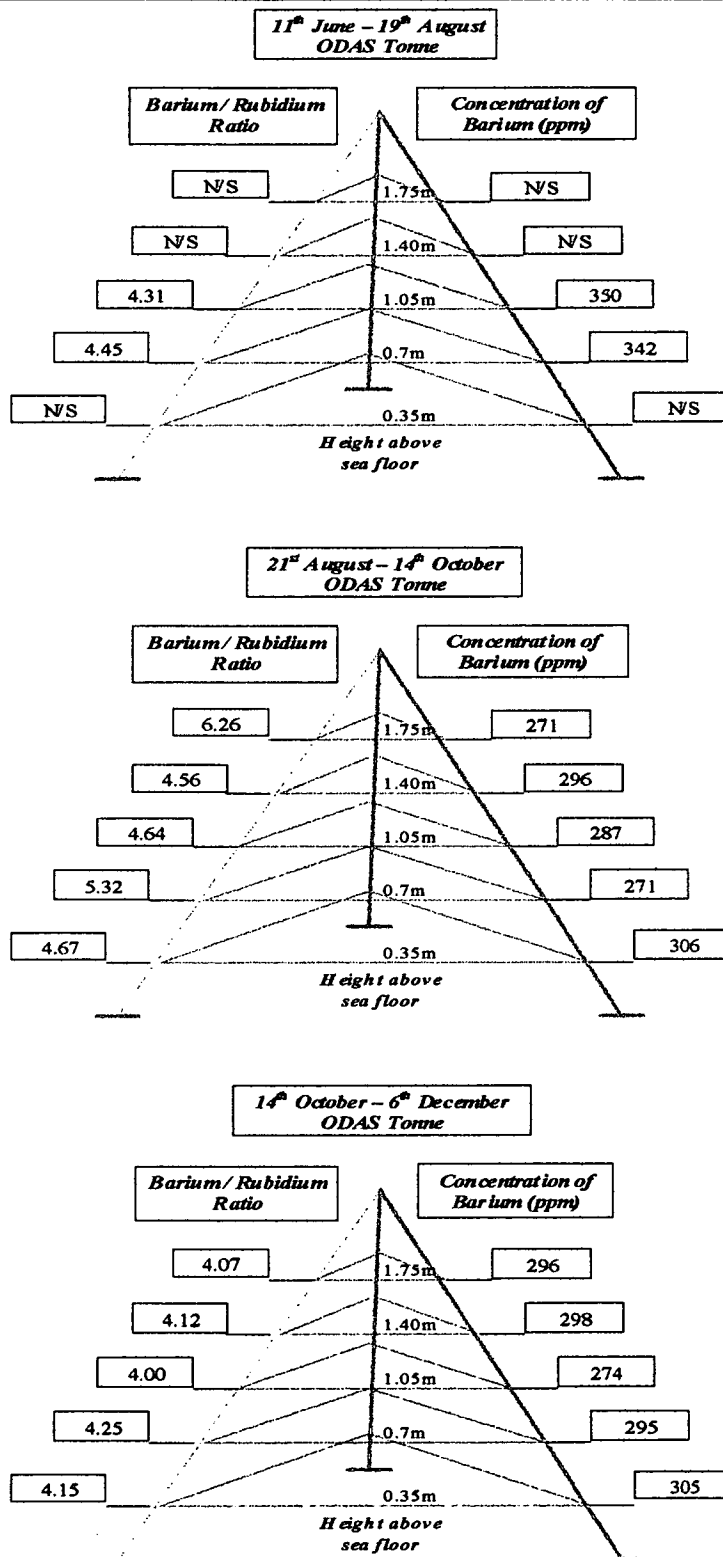 11th June – 19th August
ODAS Tonne
Barium/ Rubidium
Ratio
Concentration of
Barium (ppm)
N/S
1.75m
N/S
N/S
1.40m
N/S
4.31
1.05m
350
4.45
0.7m
342
N/S
0.35m
N/S
Height above
sea floor
21st August – 14th October
ODAS Tonne
Barium/ Rubidium
Ratio
Concentration of
Barium (ppm)
6.26
1.75m
271
4.56
1.40m
296
4.64
1.05m
287
5.32
0.7m
271
4.67
0.35m
306
Height above
sea floor
14th October – 6th December
ODAS Tonne
Barium/ Rubidium
Ratio
Concentration of
Barium (ppm)
4.07
1.75m
296
4.12
1.40m
298
4.00
1.05m
274
4.25
0.7m
295
4.15
0.35m
305
Height above
sea floor